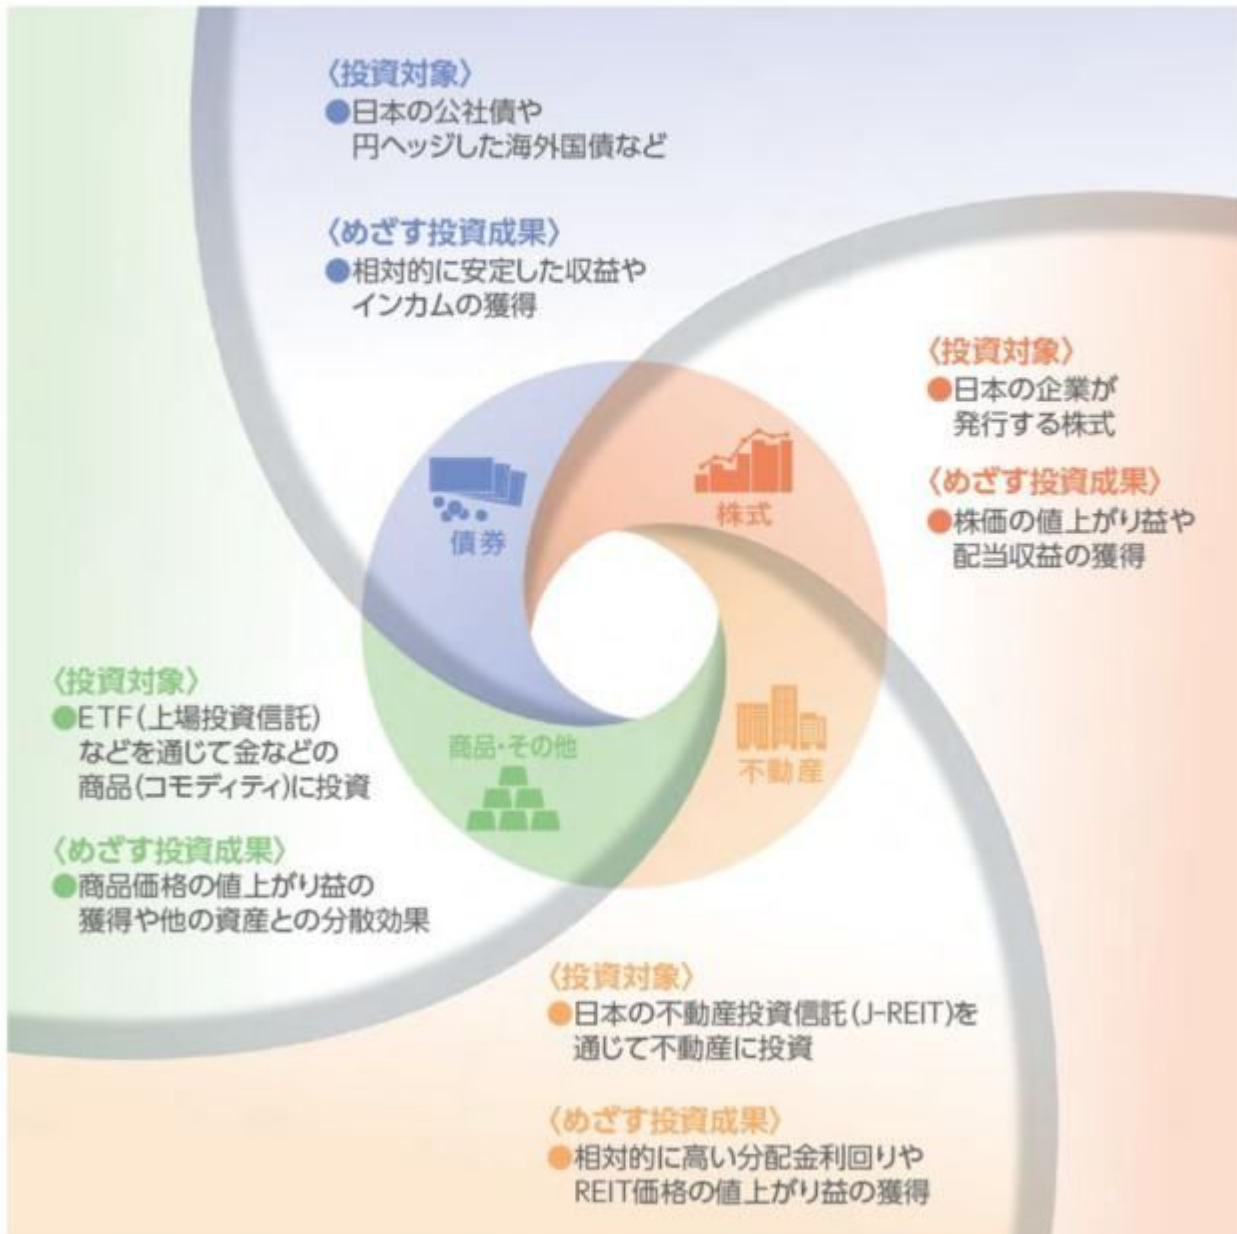 〈投資対象〉
●日本の公社債や
円ヘッジした海外国債など
〈めざす投資成果〉
●相対的に安定した収益や
インカムの獲得
〈投資対象〉
●日本の企業が
発行する株式
〈めざす投資成果〉
●株価の値上がり益や
配当収益の獲得
債券
株式
商品・その他
不動産
〈投資対象〉
●ETF(上場投資信託)
などを通じて金などの
商品(コモディティ)に投資
〈めざす投資成果〉
●商品価格の値上がり益の
獲得や他の資産との分散効果
〈投資対象〉
●日本の不動産投資信託(J-REIT)を
通じて不動産に投資
〈めざす投資成果〉
●相対的に高い分配金利回りや
REIT価格の値上がり益の獲得